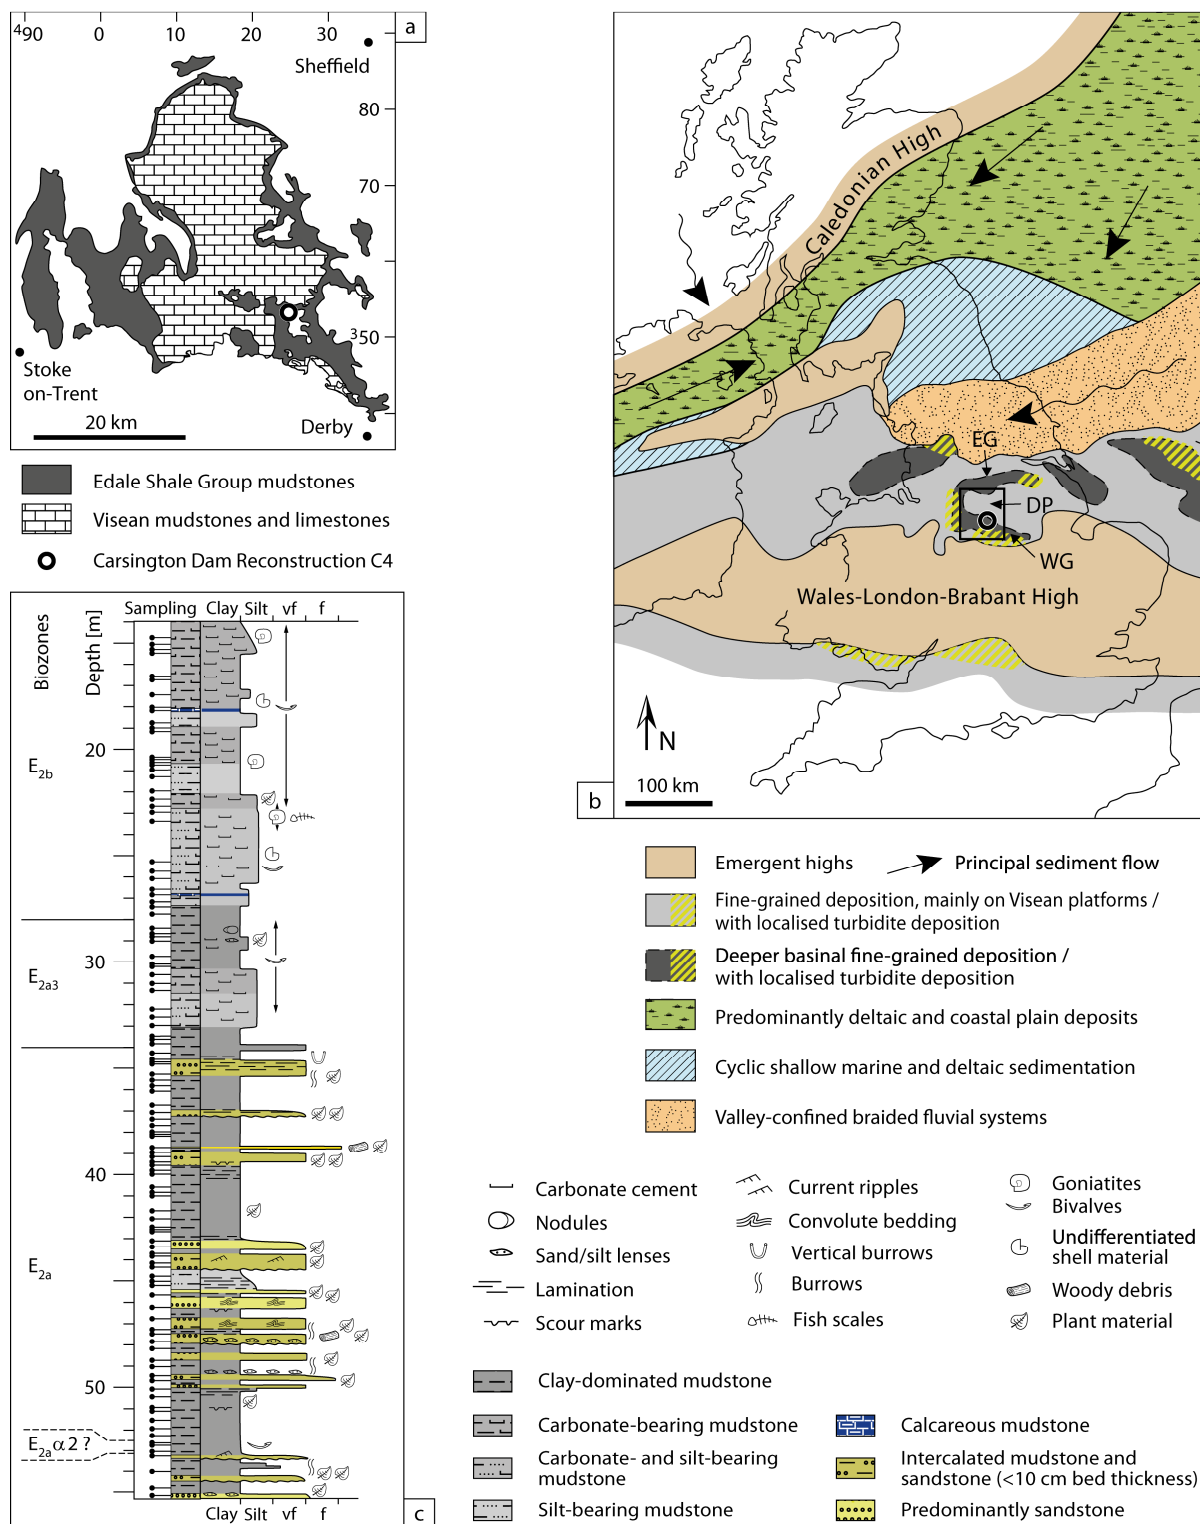 490 0 10 20 30 a
Sheffield
80
70
350
Stoke
on-Trent
20 km
Derby
Edale Shale Group mudstones
Visean mudstones and limestones
Carsington Dam Reconstruction C4
Caledonian High
EG
DP
WG
Wales-London-Brabant High
N
100 km
b
Emergent highs
Principal sediment flow
Fine-grained deposition, mainly on Visean platforms /
with localised turbidite deposition
Deeper basinal fine-grained deposition /
with localised turbidite deposition
Predominantly deltaic and coastal plain deposits
Cyclic shallow marine and deltaic sedimentation
Valley-confined braided fluvial systems
Biozones
Depth [m]
Sampling Clay Silt vf f
20
E2b
30
E2a3
40
E2a
50
E2aα2 ?
Clay Silt vf f
c
Carbonate cement
Nodules
Sand/silt lenses
Lamination
Scour marks
Current ripples
Convolute bedding
Vertical burrows
Burrows
Fish scales
Goniatites
Bivalves
Undifferentiated
shell material
Woody debris
Plant material
Clay-dominated mudstone
Carbonate-bearing mudstone
Carbonate- and silt-bearing
mudstone
Silt-bearing mudstone
Calcareous mudstone
Intercalated mudstone and
sandstone (<10 cm bed thickness)
Predominantly sandstone